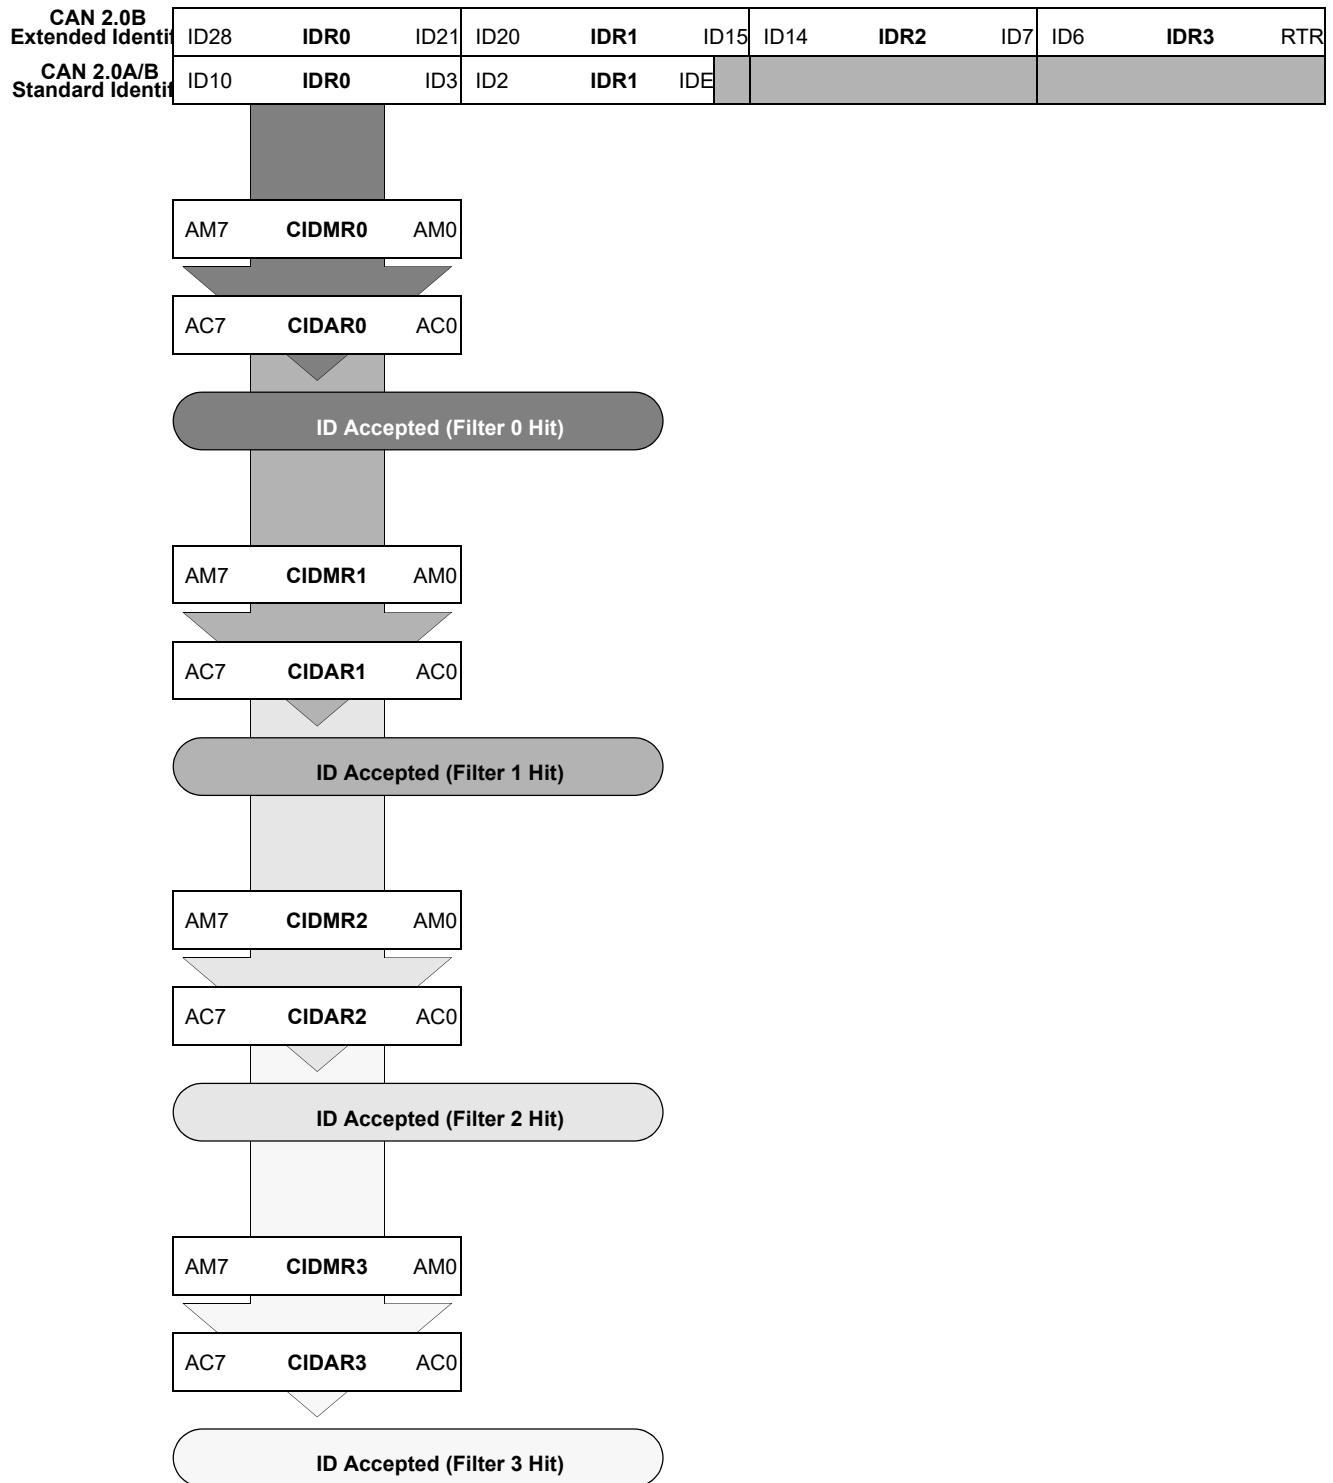 CAN 2.0B
Extended Identif
ID28 IDR0 ID21 ID20 IDR1 ID15 ID14 IDR2 ID7 ID6 IDR3 RTR
CAN 2.0A/B
Standard Identif
ID10 IDR0 ID3 ID2 IDR1 IDE
AM7 CIDMR0 AM0
AC7 CIDAR0 AC0
ID Accepted (Filter 0 Hit)
AM7 CIDMR1 AM0
AC7 CIDAR1 AC0
ID Accepted (Filter 1 Hit)
AM7 CIDMR2 AM0
AC7 CIDAR2 AC0
ID Accepted (Filter 2 Hit)
AM7 CIDMR3 AM0
AC7 CIDAR3 AC0
ID Accepted (Filter 3 Hit)